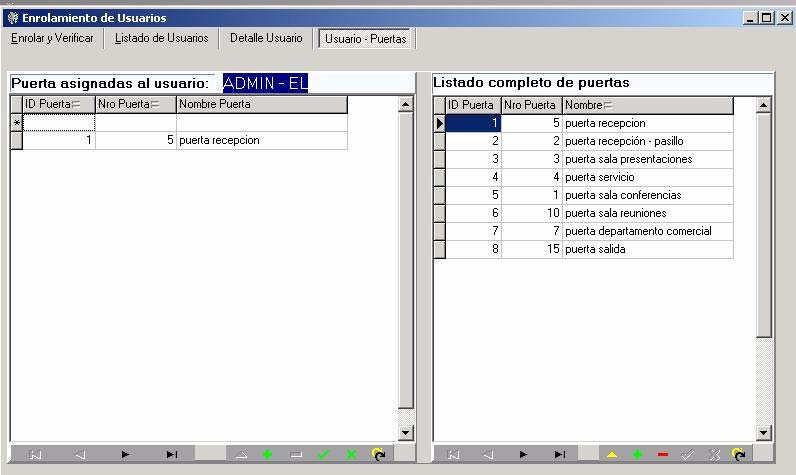 Enrolamiento de Usuarios
Enrolar y Verificar Listado de Usuarios Detalle Usuario Usuario - Puertas
Puerta asignadas al usuario: ADMIN - EL
ID Puerta Nro Puerta Nombre Puerta
*
1 5 puerta recepcion
Listado completo de puertas
ID Puerta Nro Puerta Nombre
1 5 puerta recepcion
2 2 puerta recepción - pasillo
3 3 puerta sala presentaciones
4 4 puerta servicio
5 1 puerta sala conferencias
6 10 puerta sala reuniones
7 7 puerta departamento comercial
8 15 puerta salida